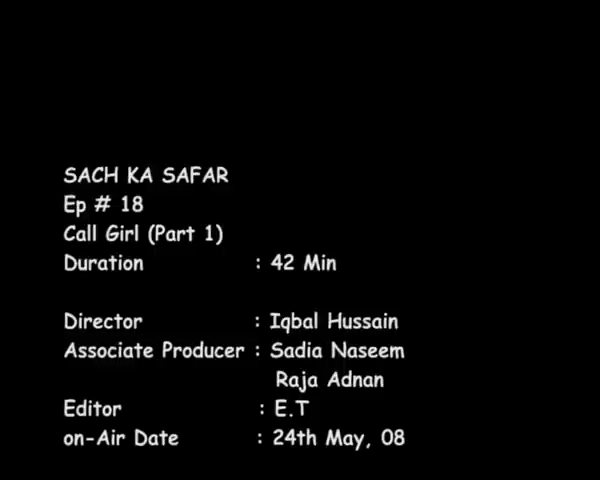 SACH KA SAFAR
Ep # 18
Call Girl (Part 1)
Duration : 42 Min
Director : Iqbal Hussain
Associate Producer : Sadia Naseem
Raja Adnan
Editor : E.T
on-Air Date : 24th May, 08